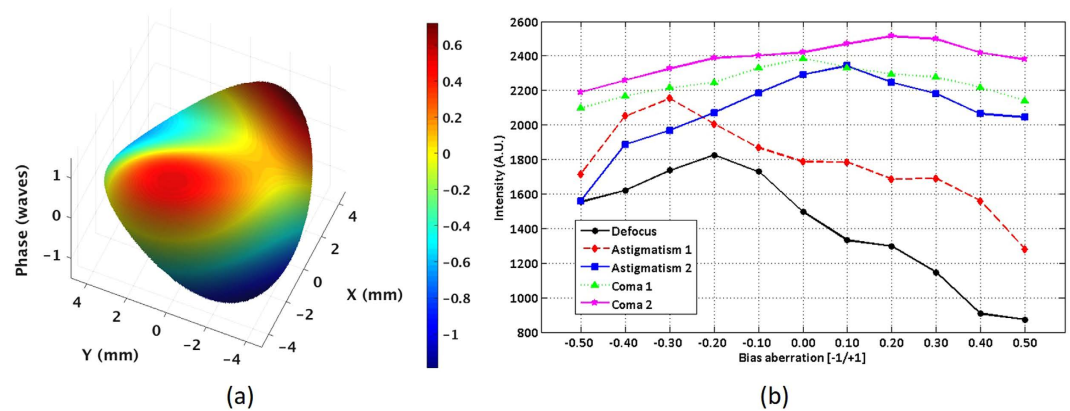 Phase (waves)
1
0
−1
4
2
0
−2
−4
Y (mm)
4
2
0
−2
−4
X (mm)
0.6
0.4
0.2
0
−0.2
−0.4
−0.6
−0.8
−1
(a)
Intensity (A.U.)
2600
2400
2200
2000
1800
1600
1400
1200
1000
800
Defocus
Astigmatism 1
Astigmatism 2
Coma 1
Coma 2
-0.50 -0.40 -0.30 -0.20 -0.10 0.00 0.10 0.20 0.30 0.40 0.50
Bias aberration [-1/+1]
(b)